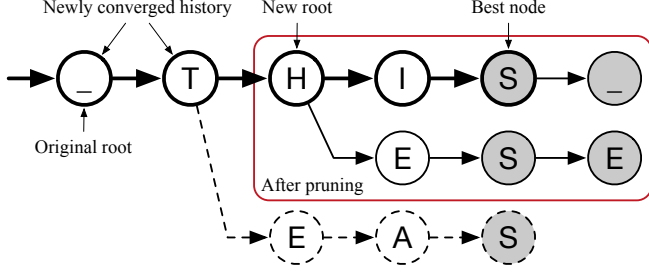 Newly converged history
New root
Best node
_ T H I S _
Original root
E S E
After pruning
E A S